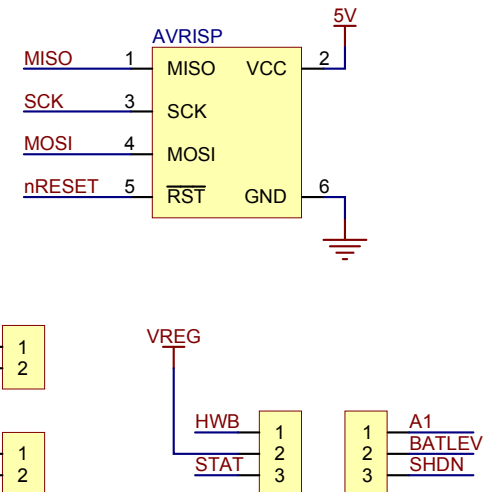 5V
AVRISP
MISO 1 MISO VCC 2
SCK 3 SCK
MOSI 4 MOSI
nRESET 5 RST GND 6
VREG
1
2
HWB 1 1 A1
2 2 BATLEV
STAT 3 3 SHDN
1
2